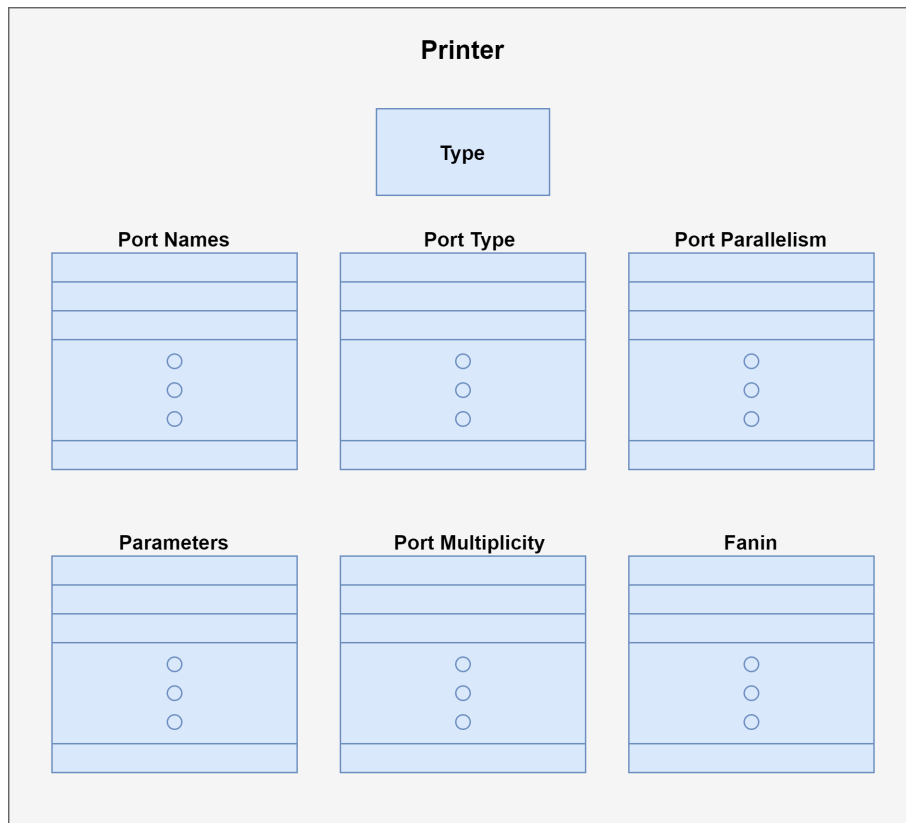 Printer
Type
Port Names
Port Type
Port Parallelism
Parameters
Port Multiplicity
Fanin